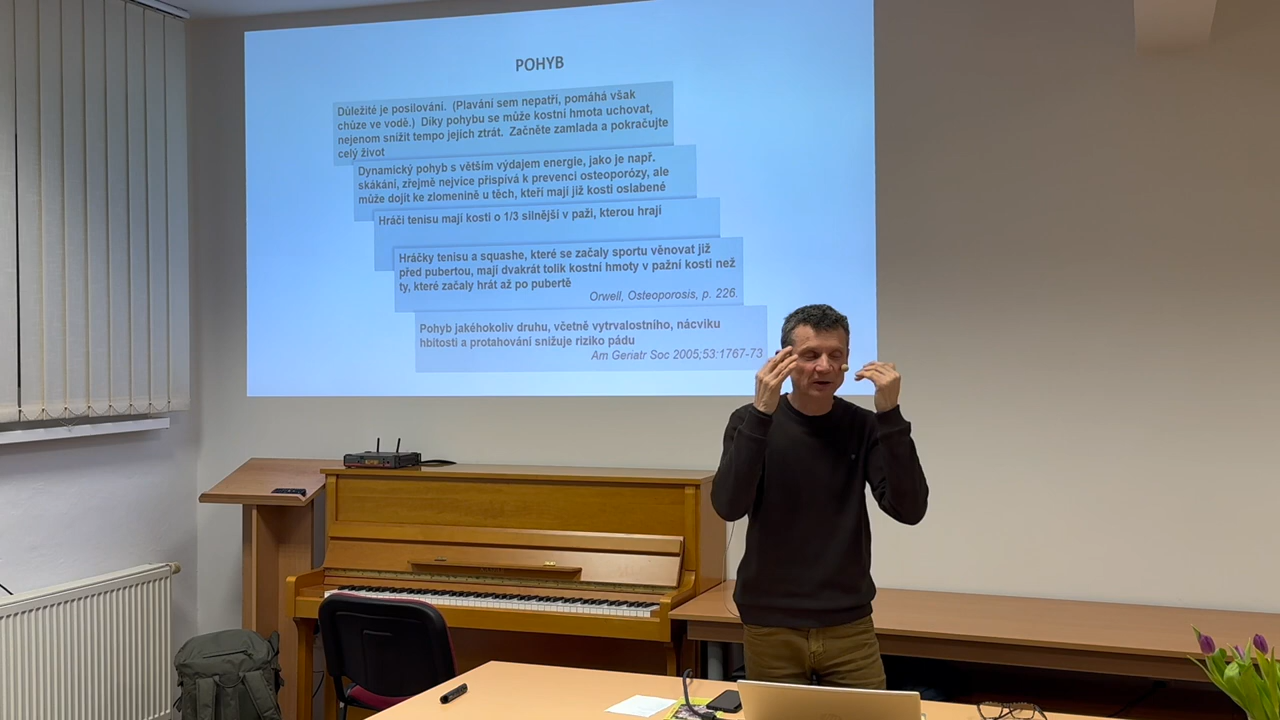 POHYB
Důležité je posilování. (Plavání sem nepatří, pomáhá však
chůze ve vodě.) Díky pohybu se může kostní hmota uchovat,
nejenom snížit tempo jejích ztrát. Začněte zamlada a pokračujte
celý život
Dynamický pohyb s větším výdajem energie, jako je např.
skákání, zřejmě nejvíce přispívá k prevenci osteoporózy, ale
může dojít ke zlomenině u těch, kteří mají již kosti oslabené
Hráči tenisu mají kosti o 1/3 silnější v paži, kterou hrají
Hráčky tenisu a squashe, které se začaly sportu věnovat již
před pubertou, mají dvakrát tolik kostní hmoty v pažní kosti než
ty, které začaly hrát až po pubertě
Orwell, Osteoporosis, p. 226.
Pohyb jakéhokoliv druhu, včetně vytrvalostního, nácviku
hbitosti a protahování snižuje riziko pádu
Am Geriatr Soc 2005;53:1767-73